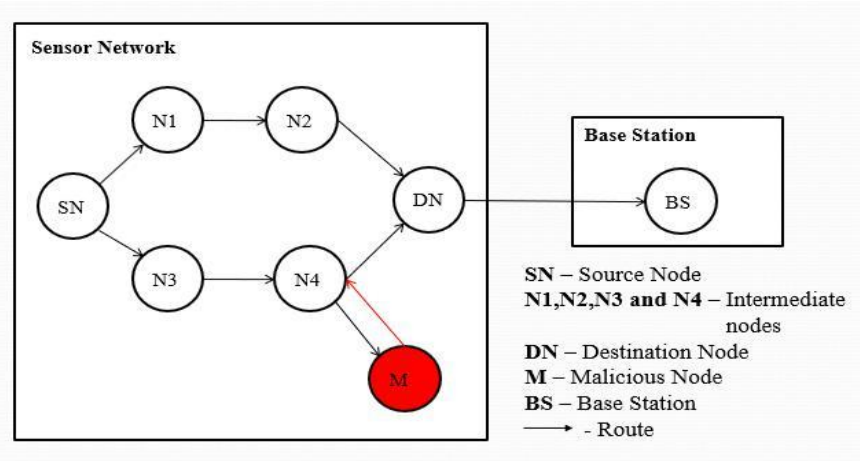 Sensor Network
N1
N2
Base Station
SN
DN
BS
N3
N4
M
SN – Source Node
N1,N2,N3 and N4 – Intermediate
nodes
DN – Destination Node
M – Malicious Node
BS – Base Station
- Route